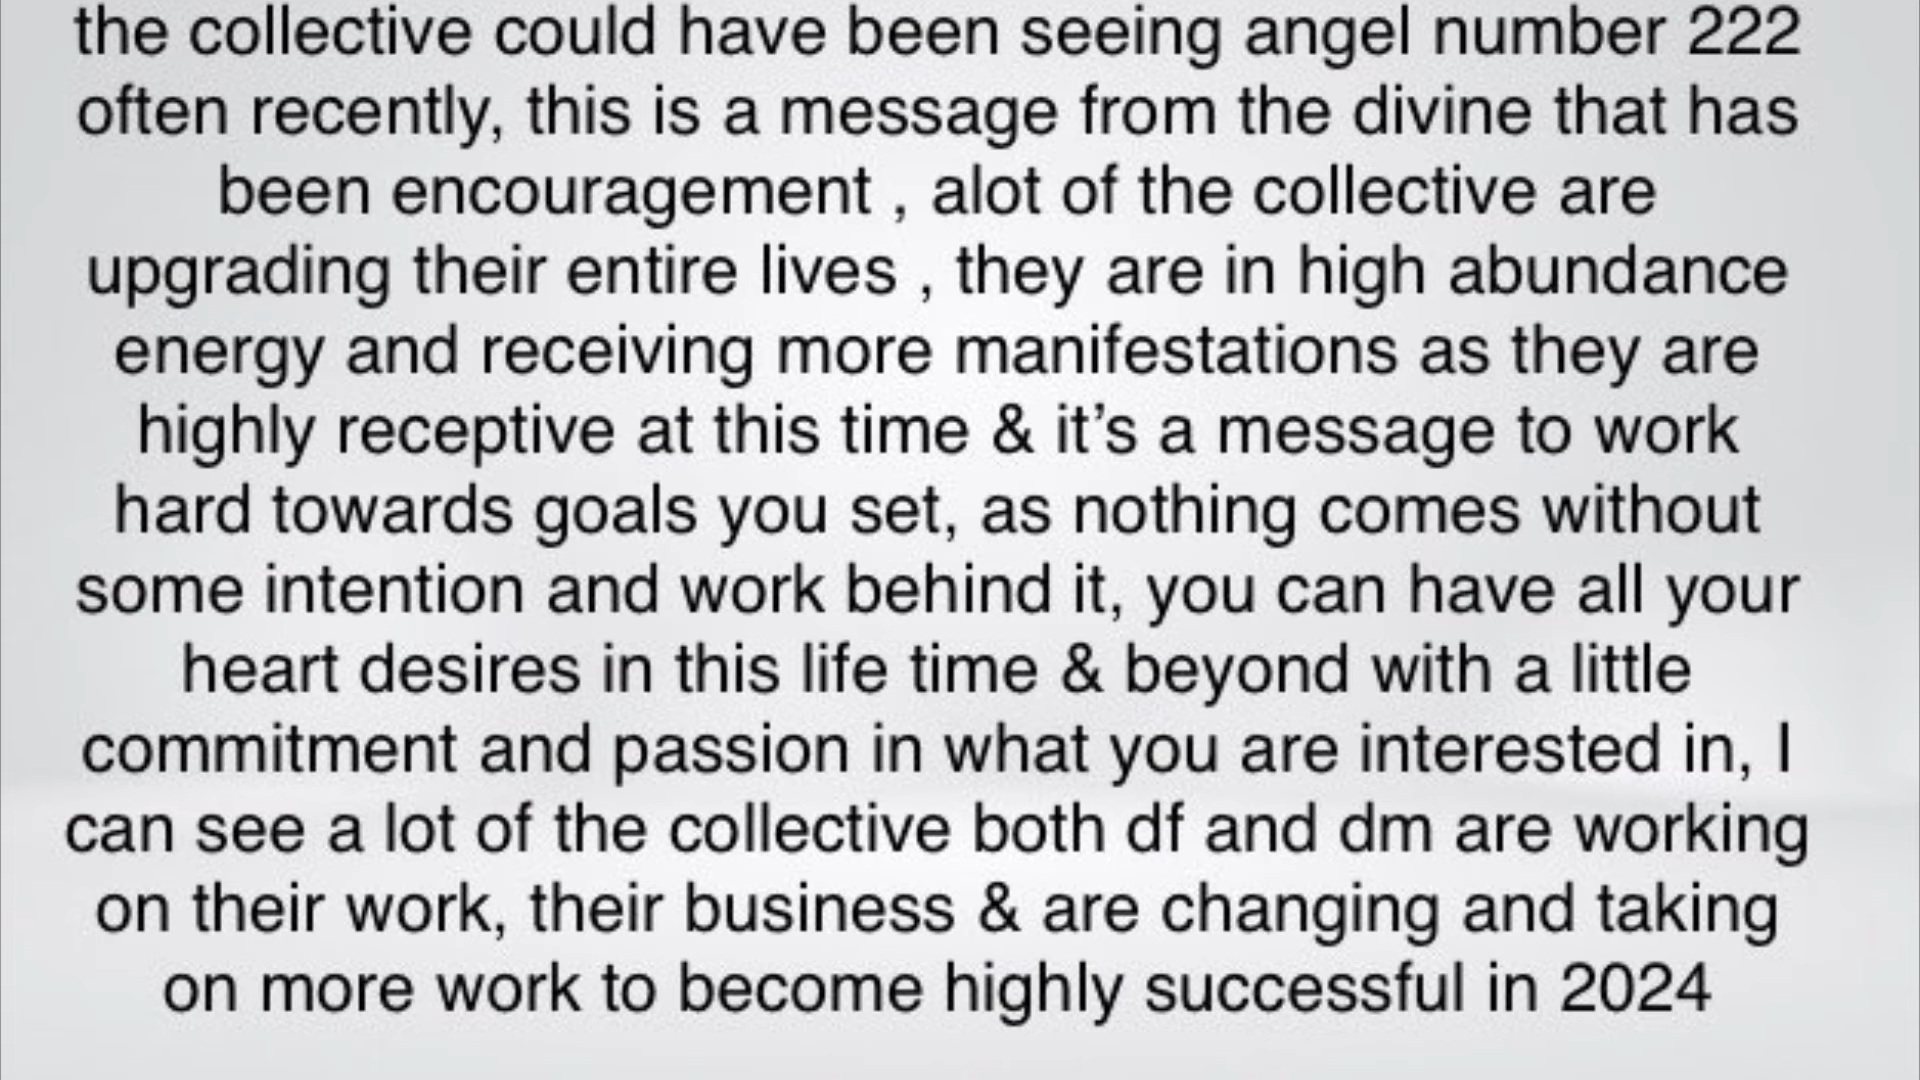 the collective could have been seeing angel number 222
often recently, this is a message from the divine that has
been encouragement , alot of the collective are
upgrading their entire lives , they are in high abundance
energy and receiving more manifestations as they are
highly receptive at this time & it’s a message to work
hard towards goals you set, as nothing comes without
some intention and work behind it, you can have all your
heart desires in this life time & beyond with a little
commitment and passion in what you are interested in, I
can see a lot of the collective both df and dm are working
on their work, their business & are changing and taking
on more work to become highly successful in 2024